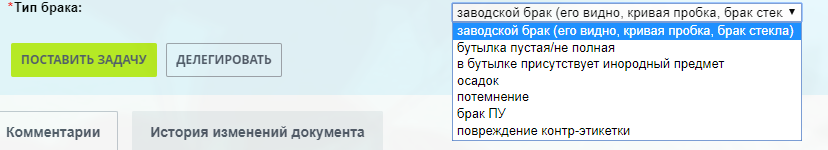 *Тип брака:
заводской брак (его видно, кривая пробка, брак стек
заводской брак (его видно, кривая пробка, брак стекла)
бутылка пустая/не полная
в бутылке присутствует инородный предмет
осадок
потемнение
брак ПУ
повреждение контр-этикетки
ПОСТАВИТЬ ЗАДАЧУ ДЕЛЕГИРОВАТЬ
Комментарии История изменений документа